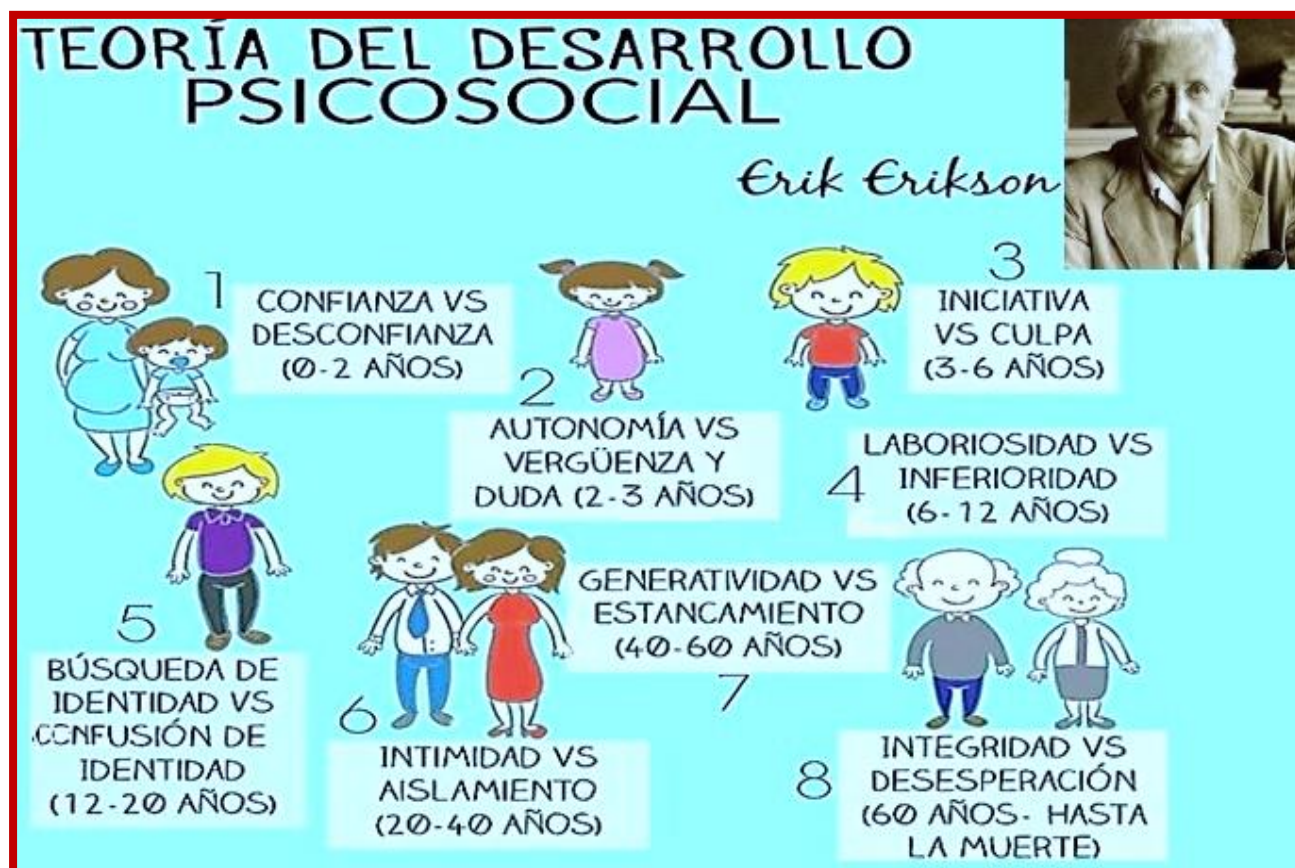 TEORÍA DEL DESARROLLO
PSICOSOCIAL
Erik Erikson
1
CONFIANZA VS
DESCONFIANZA
(0-2 AÑOS)
2
AUTONOMÍA VS
VERGÜENZA Y
DUDA (2-3 AÑOS)
3
INICIATIVA
VS CULPA
(3-6 AÑOS)
4
LABORIOSIDAD VS
INFERIORIDAD
(6-12 AÑOS)
5
BÚSQUEDA DE
IDENTIDAD VS
CONFUSIÓN DE
IDENTIDAD
(12-20 AÑOS)
6
INTIMIDAD VS
AISLAMIENTO
(20-40 AÑOS)
GENERATIVIDAD VS
ESTANCAMIENTO
(40-60 AÑOS)
7
8
INTEGRIDAD VS
DESESPERACIÓN
(60 AÑOS- HASTA
LA MUERTE)